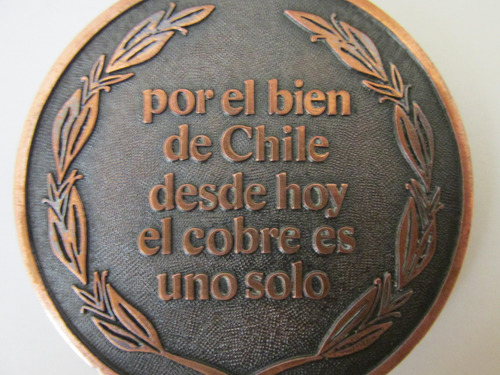 por el bien
de Chile
desde hoy
el cobre es
uno solo